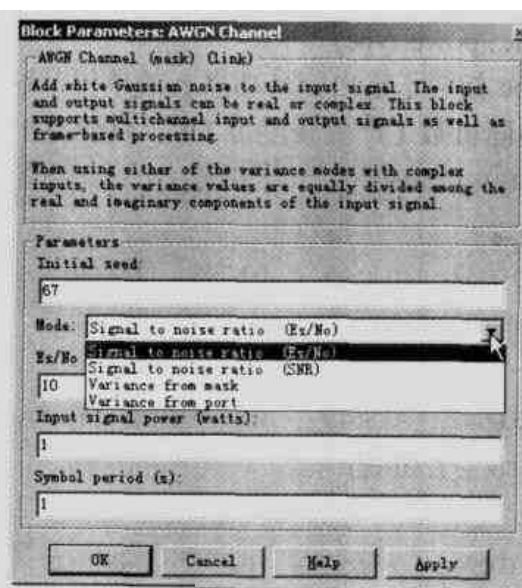 Block Parameters: AWGN Channel
AWGN Channel (mask) (link)
Add white Gaussian noise to the input signal. The input
and output signals can be real or complex. This block
supports multichannel input and output signals as well as
frame-based processing.
When using either of the variance modes with complex
inputs, the variance values are equally divided among the
real and imaginary components of the input signal.
Parameters
Initial seed:
67
Mode: Signal to noise ratio (Es/No)
Signal to noise ratio (Es/No)
Es/No
Signal to noise ratio (SNR)
10
Variance from mask
Variance from port
Input signal power (watts):
1
Symbol period (s):
1
OK Cancel Help Apply